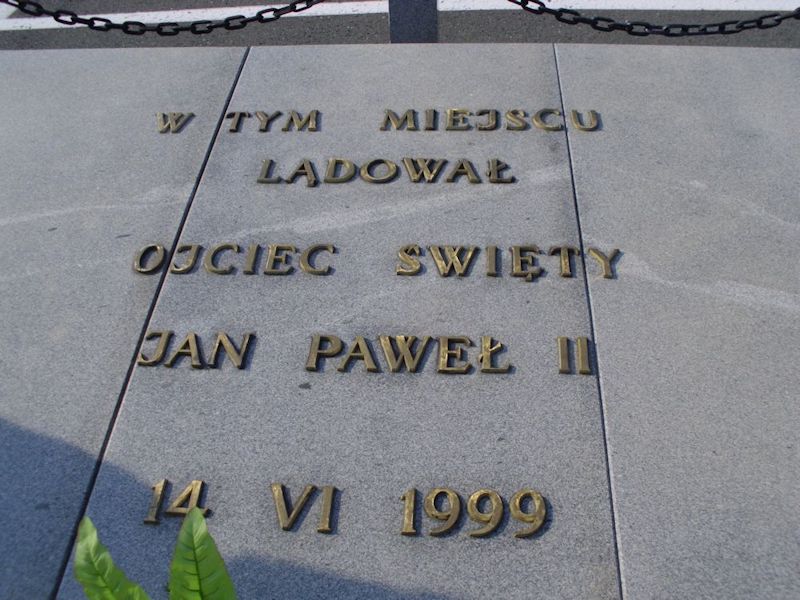 W TYM MIEJSCU
LĄDOWAŁ
OJCIEC ŚWIĘTY
JAN PAWEŁ II
14 VI 1999